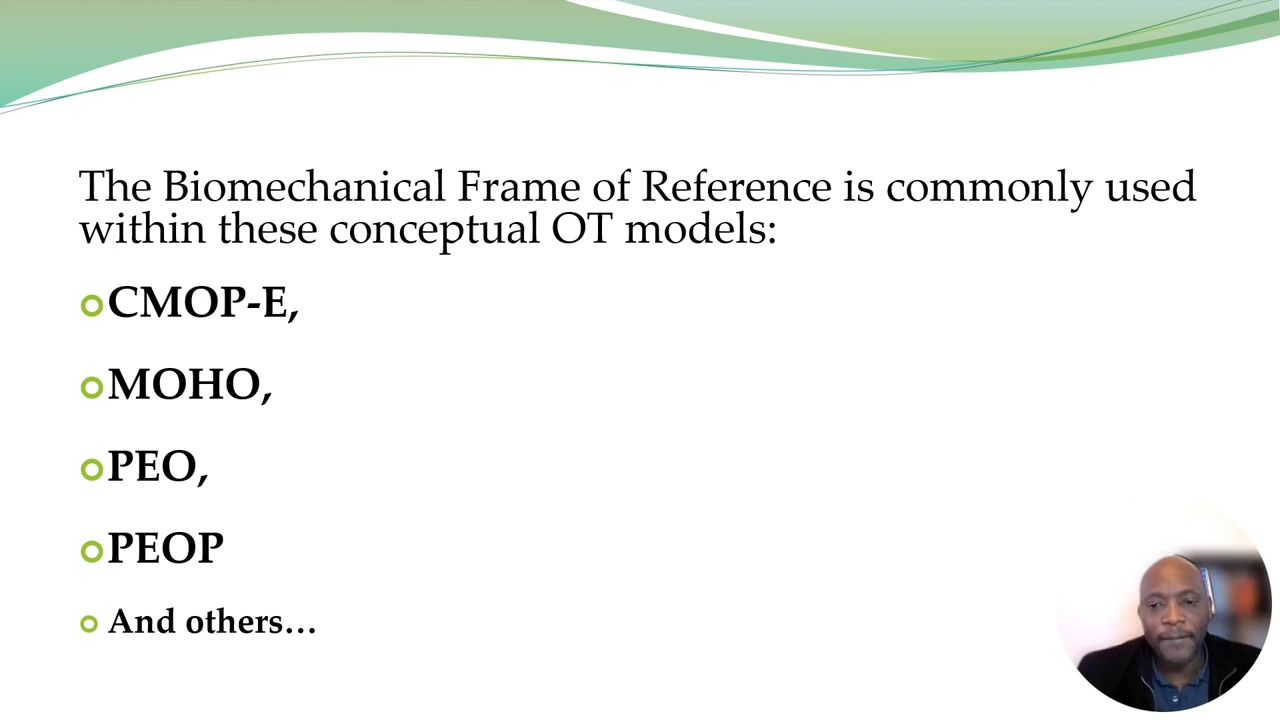 The Biomechanical Frame of Reference is commonly used
within these conceptual OT models:
CMOP-E,
MOHO,
PEO,
PEOP
And others…